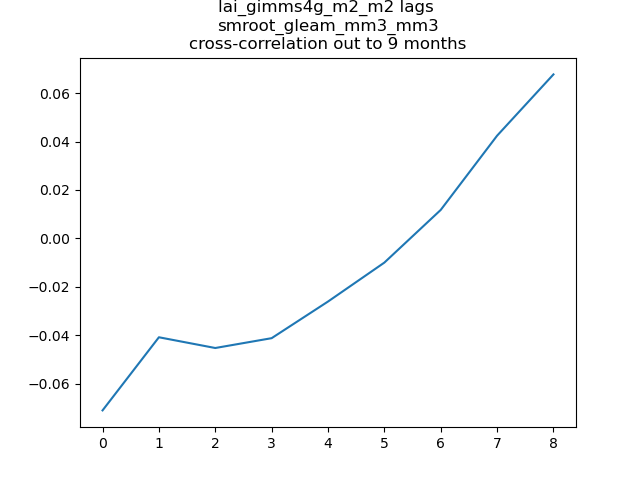 lai_gimms4g_m2_m2 lags
smroot_gleam_mm3_mm3
cross-correlation out to 9 months
0.06
0.04
0.02
0.00
−0.02
−0.04
−0.06
0 1 2 3 4 5 6 7 8